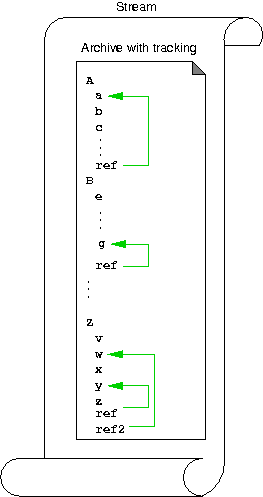 Stream
Archive with tracking
A
a
b
c
.
.
.
ref
B
e
.
.
.
g
ref
.
.
.
Z
v
w
x
y
z
ref
ref2